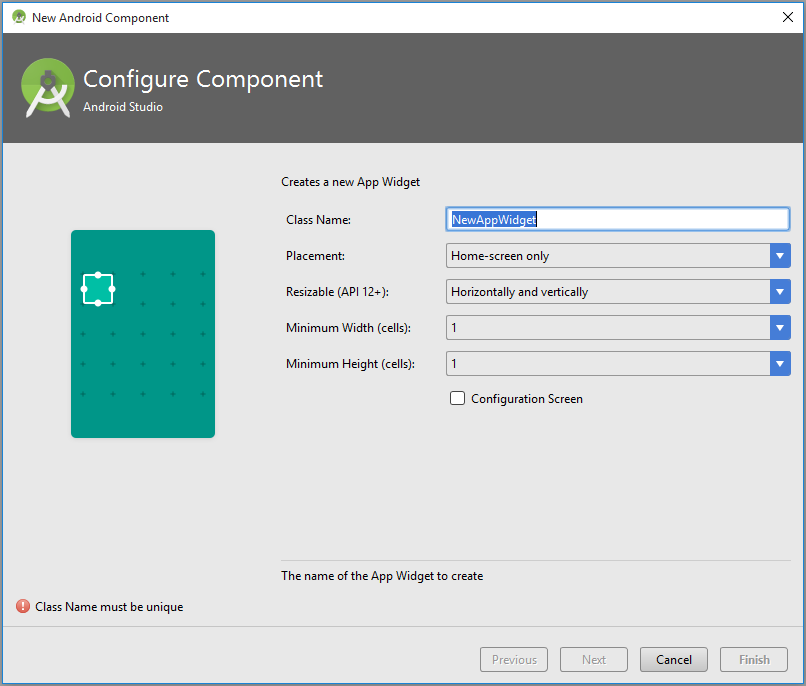 New Android Component
Configure Component
Android Studio
Creates a new App Widget
Class Name: NewAppWidget
Placement: Home-screen only
Resizable (API 12+): Horizontally and vertically
Minimum Width (cells): 1
Minimum Height (cells): 1
Configuration Screen
The name of the App Widget to create
Class Name must be unique
Previous Next Cancel Finish